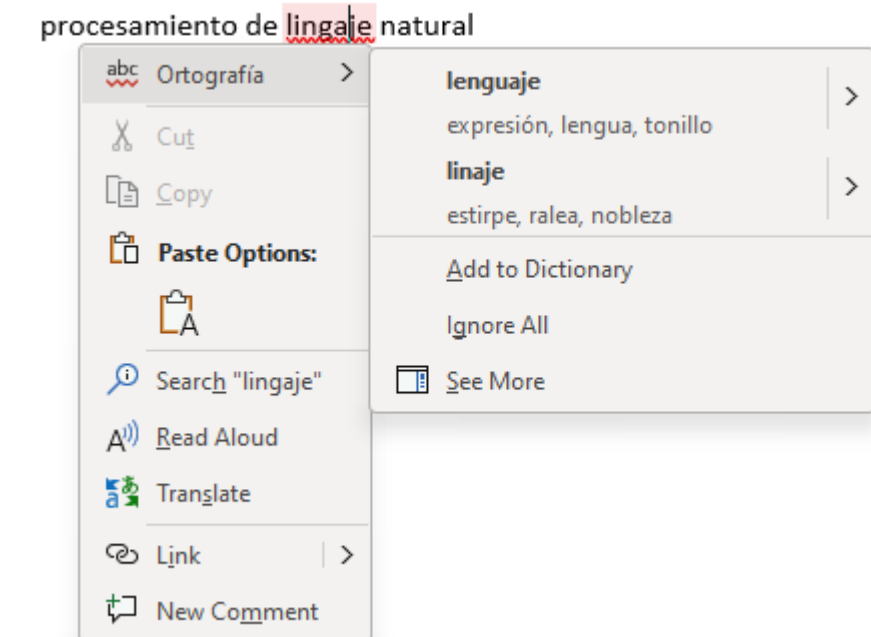 procesamiento de lingaje natural
abc Ortografía
Cut
Copy
Paste Options:
A
Search "lingaje"
Read Aloud
Translate
Link
New Comment
lenguaje
expresión, lengua, tonillo
linaje
estirpe, ralea, nobleza
Add to Dictionary
Ignore All
See More